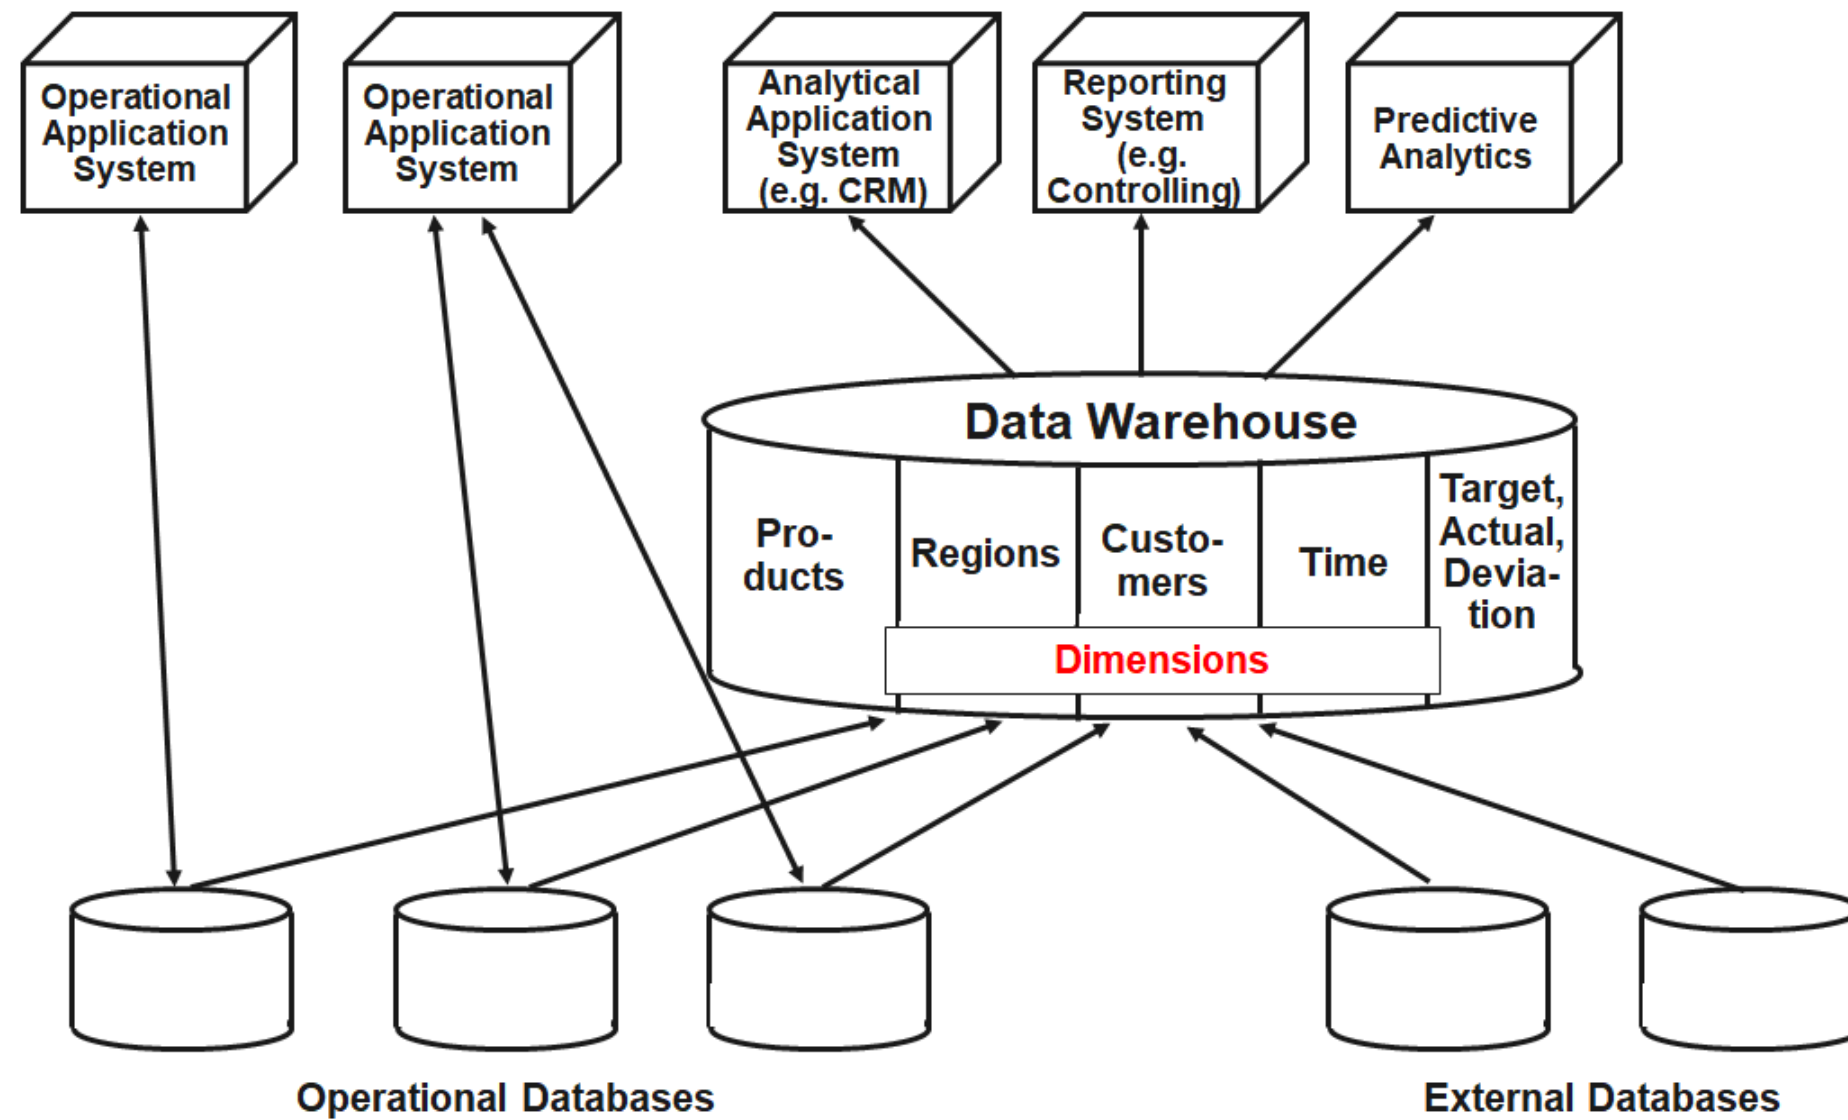 Operational
Application
System
Operational
Application
System
Analytical
Application
System
(e.g. CRM)
Reporting
System
(e.g.
Controlling)
Predictive
Analytics
Data Warehouse
Pro-
ducts
Regions
Custo-
mers
Time
Target,
Actual,
Devia-
tion
Dimensions
Operational Databases
External Databases